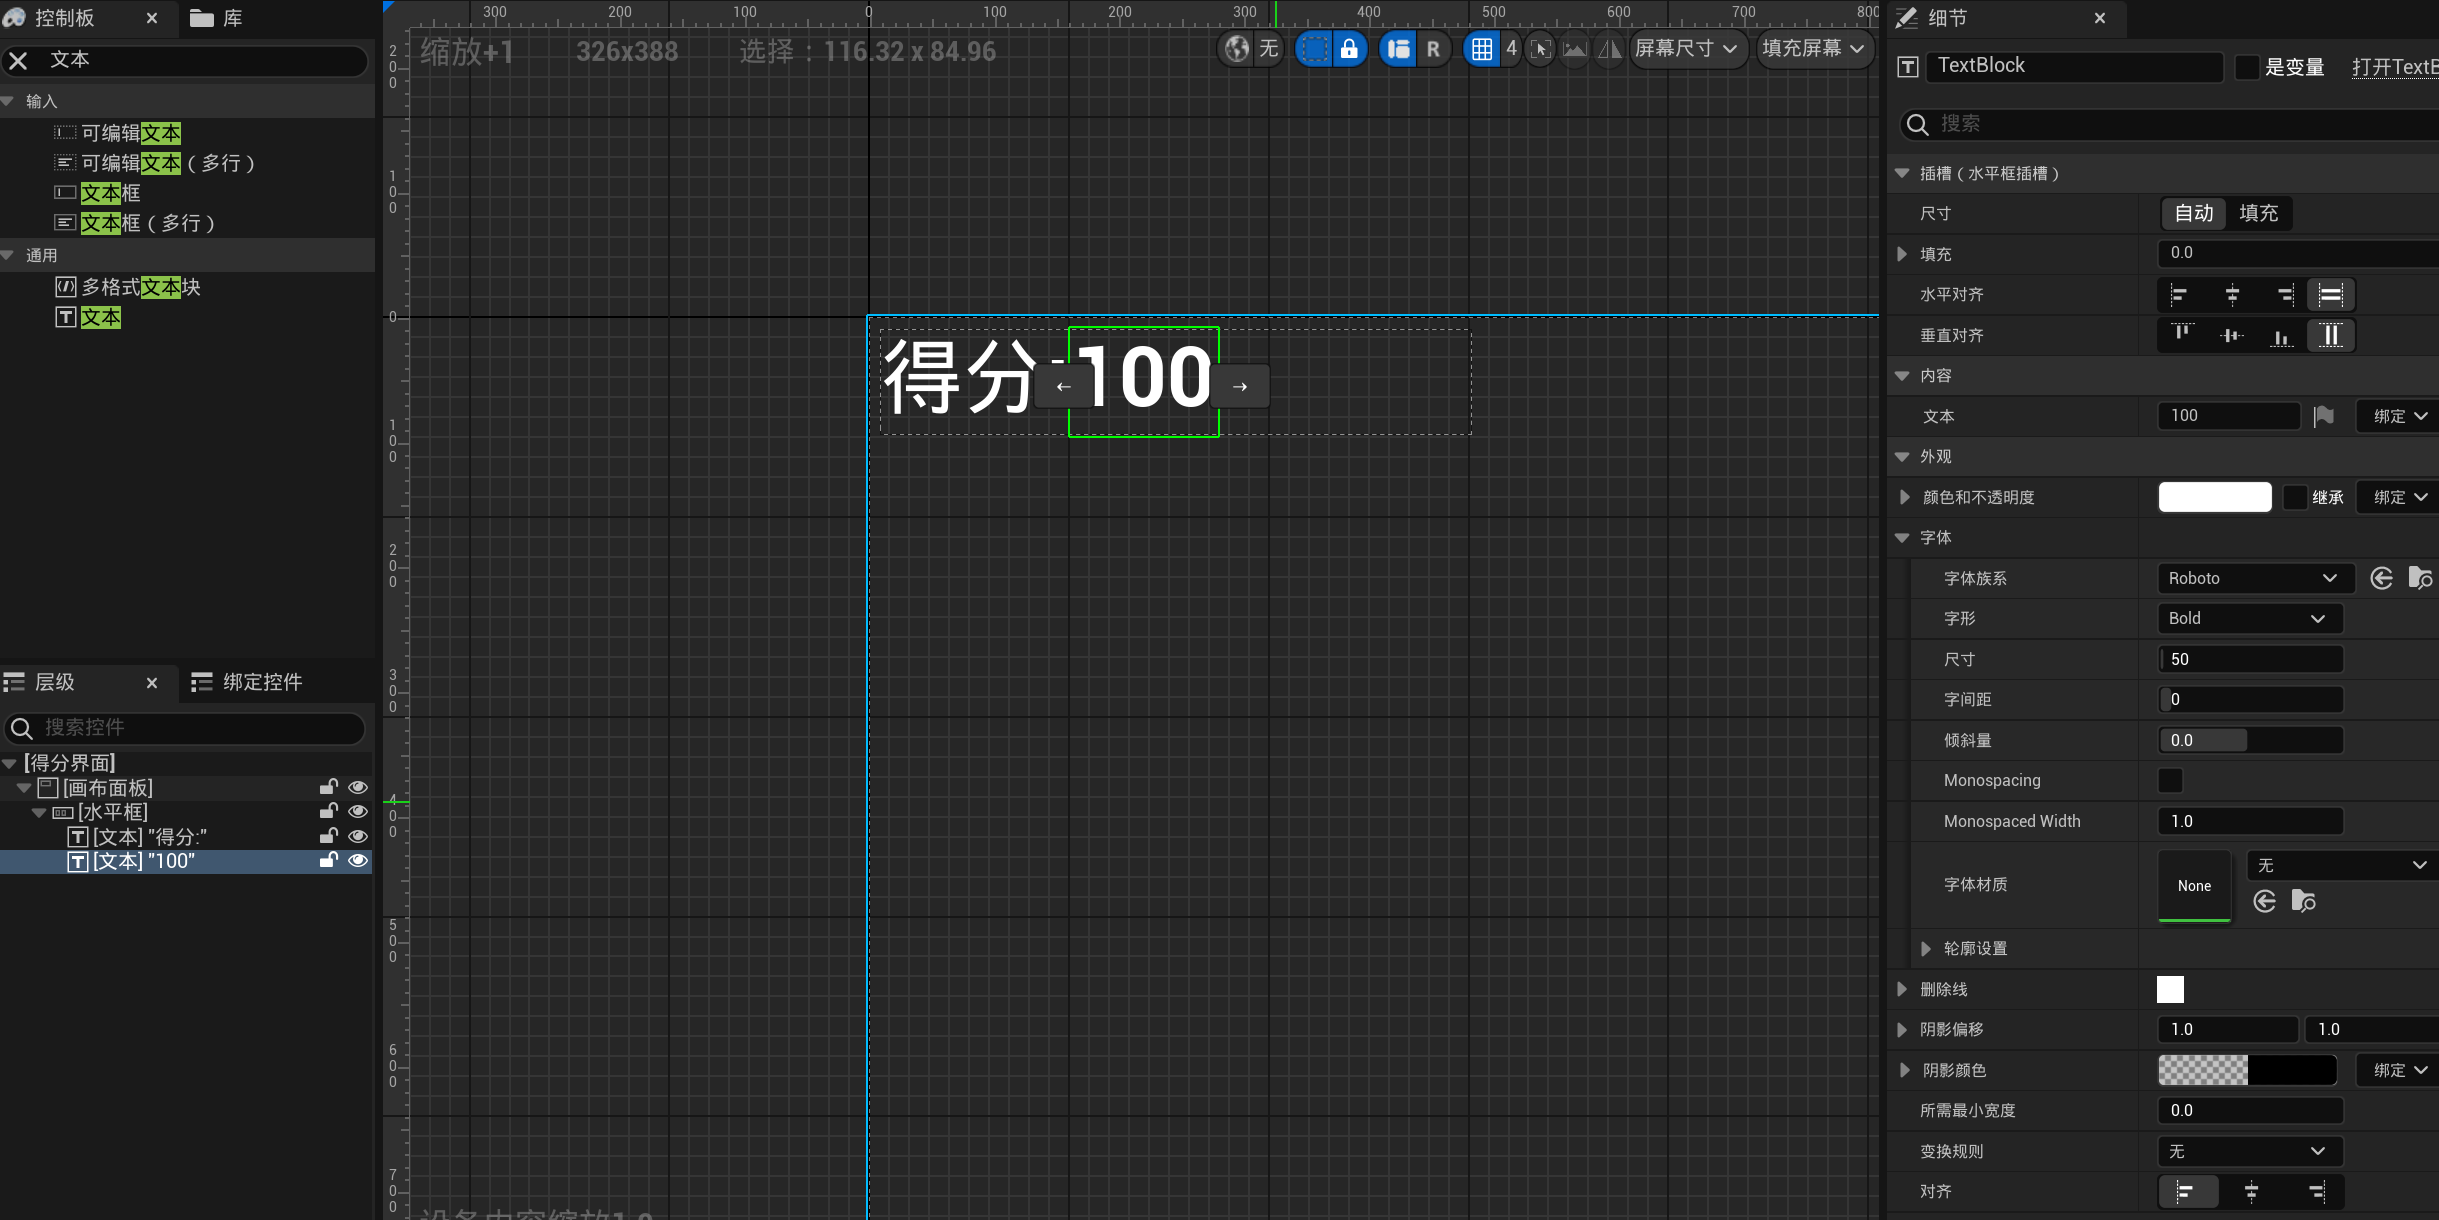 控制板
库
文本
输入
可编辑文本
可编辑文本（多行）
文本框
文本框（多行）
通用
多格式文本块
文本
层级
绑定控件
搜索控件
[得分界面]
[画布面板]
[水平框]
[文本] "得分:"
[文本] "100"
300 200 100 0 100 200 300 400 500 600 700 800
缩放+1 326x388 选择：116.32 x 84.96
无 R 4 屏幕尺寸 填充屏幕
200
100
0
100
200
300
400
500
600
700
得分:100
← →
设备内容缩放1.0
细节
TextBlock 是变量 打开TextB
搜索
插槽（水平框插槽）
尺寸 自动 填充
填充 0.0
水平对齐
垂直对齐
内容
文本 100 绑定
外观
颜色和不透明度 继承 绑定
字体
字体族系 Roboto
字形 Bold
尺寸 50
字间距 0
倾斜量 0.0
Monospacing
Monospaced Width 1.0
字体材质 None 无
轮廓设置
删除线
阴影偏移 1.0 1.0
阴影颜色 绑定
所需最小宽度 0.0
变换规则 无
对齐